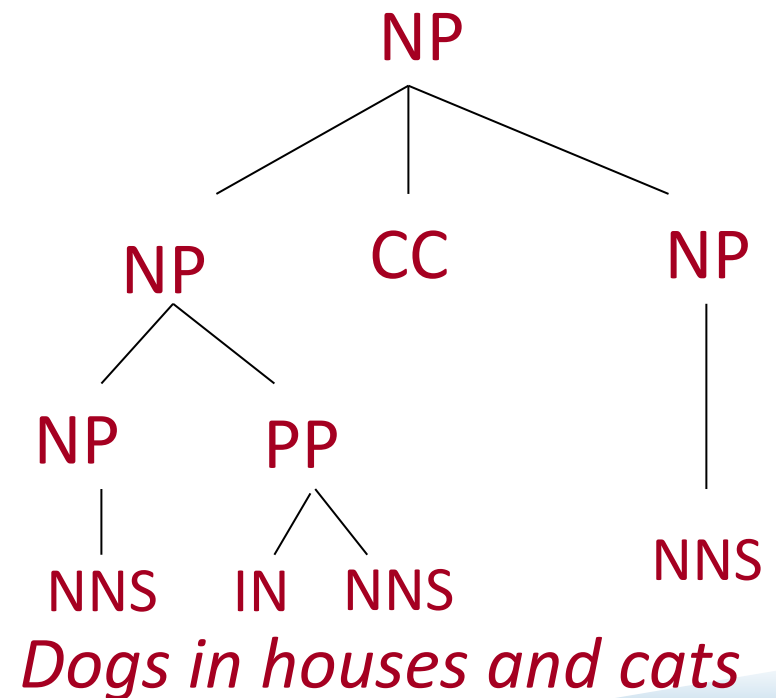 NP
NP CC NP
NP PP
NNS IN NNS NNS
Dogs in houses and cats